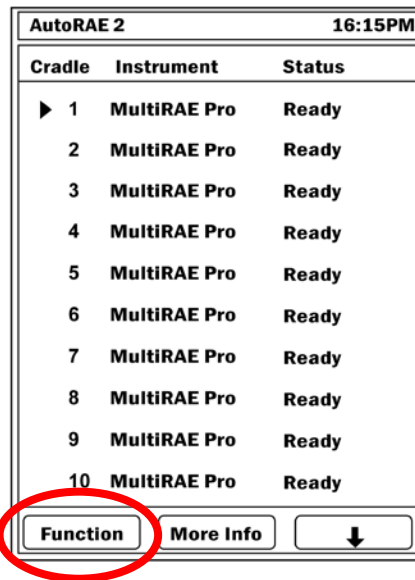 AutoRAE 2 16:15PM
Cradle Instrument Status
1 MultiRAE Pro Ready
2 MultiRAE Pro Ready
3 MultiRAE Pro Ready
4 MultiRAE Pro Ready
5 MultiRAE Pro Ready
6 MultiRAE Pro Ready
7 MultiRAE Pro Ready
8 MultiRAE Pro Ready
9 MultiRAE Pro Ready
10 MultiRAE Pro Ready
Function More Info